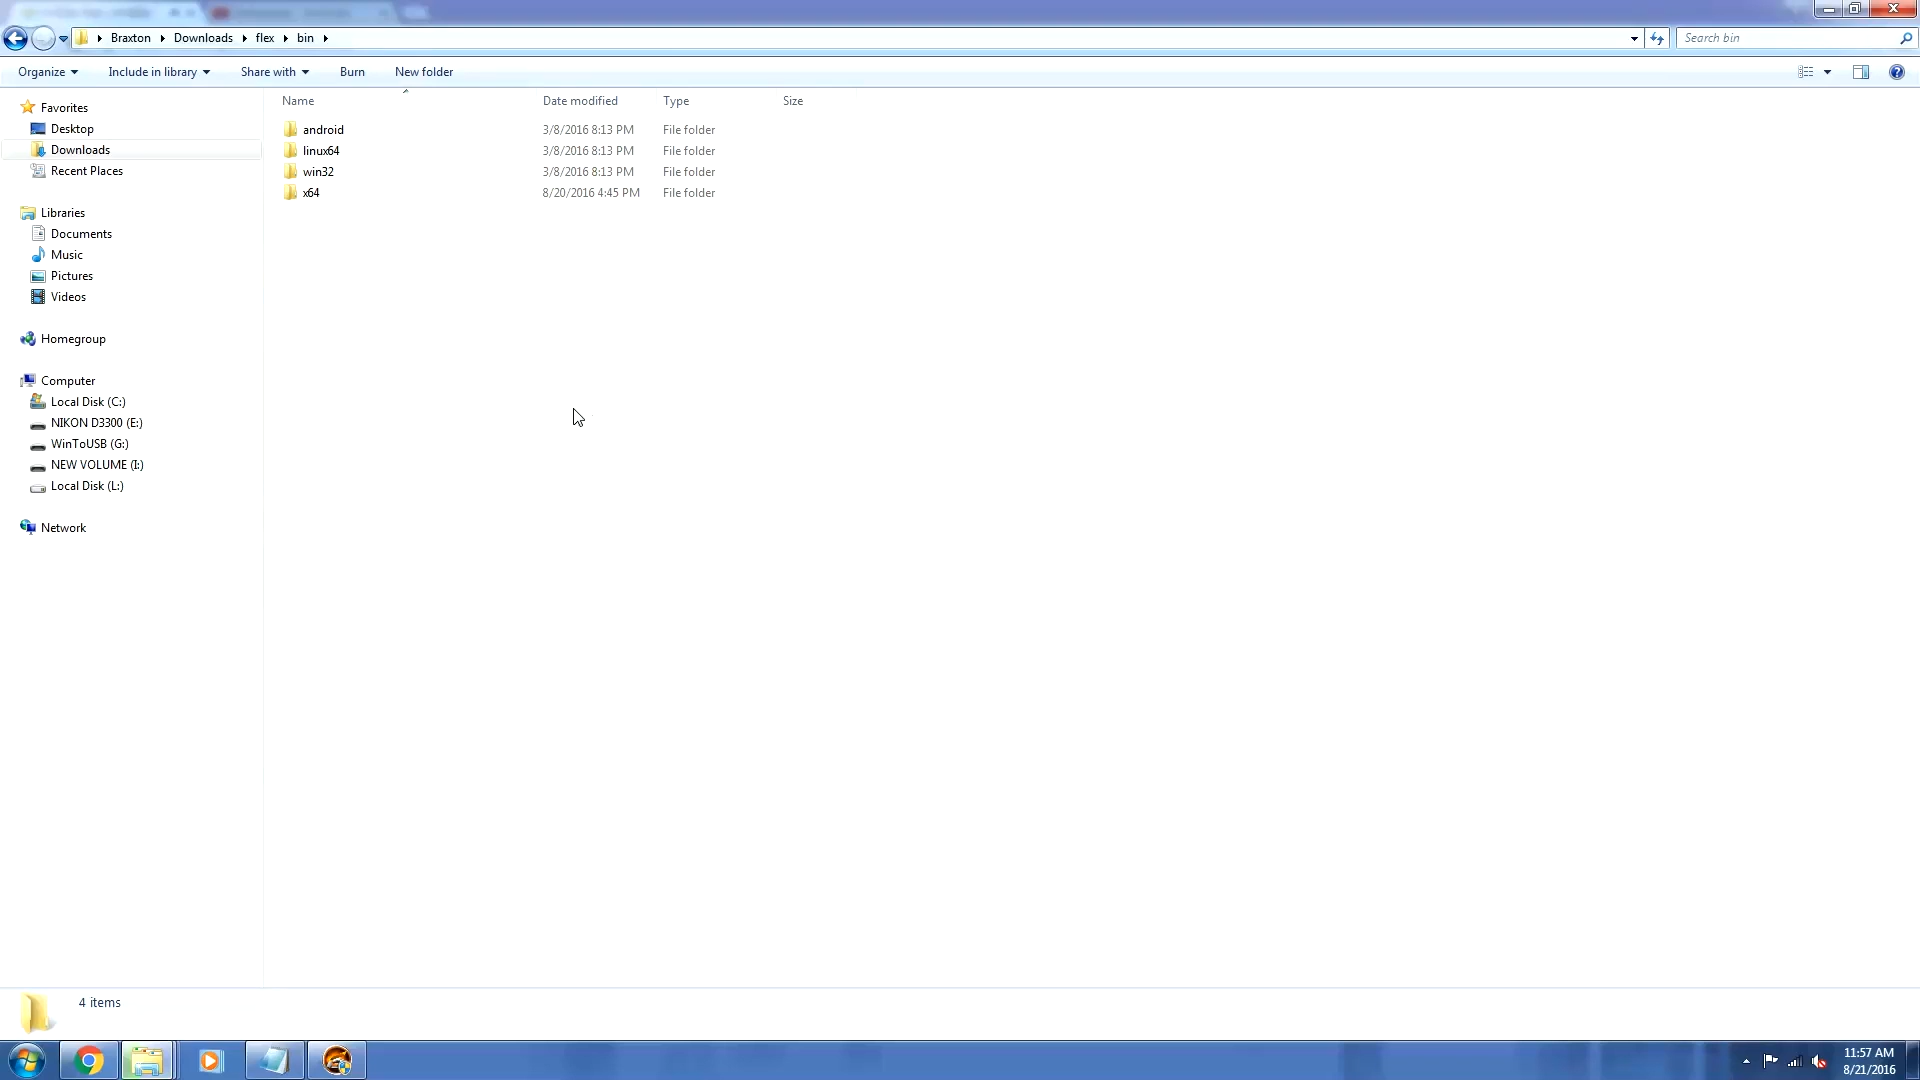 Braxton Downloads flex bin
Search bin
Organize Include in library Share with Burn New folder
Name Date modified Type Size
android 3/8/2016 8:13 PM File folder
linux64 3/8/2016 8:13 PM File folder
win32 3/8/2016 8:13 PM File folder
x64 8/20/2016 4:45 PM File folder
Favorites
Desktop
Downloads
Recent Places
Libraries
Documents
Music
Pictures
Videos
Homegroup
Computer
Local Disk (C:)
NIKON D3300 (E:)
WinToUSB (G:)
NEW VOLUME (I:)
Local Disk (L:)
Network
4 items
11:57 AM
8/21/2016